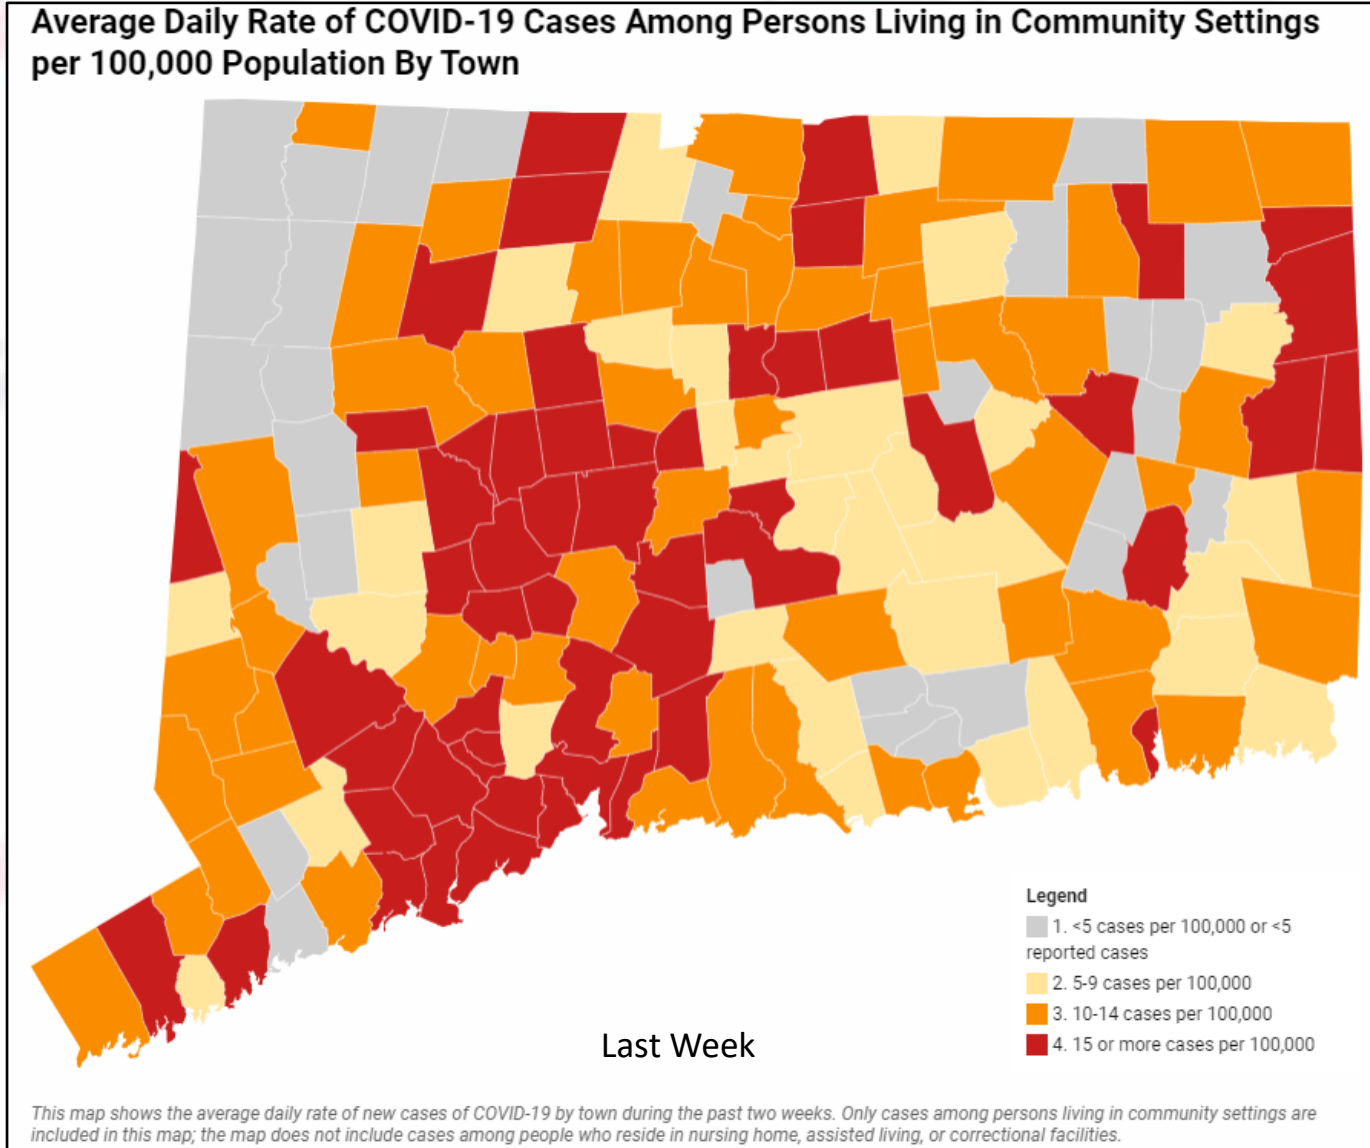 Average Daily Rate of COVID-19 Cases Among Persons Living in Community Settings
per 100,000 Population By Town
Legend
1. <5 cases per 100,000 or <5
reported cases
2. 5-9 cases per 100,000
3. 10-14 cases per 100,000
4. 15 or more cases per 100,000
Last Week
This map shows the average daily rate of new cases of COVID-19 by town during the past two weeks. Only cases among persons living in community settings are
included in this map; the map does not include cases among people who reside in nursing home, assisted living, or correctional facilities.